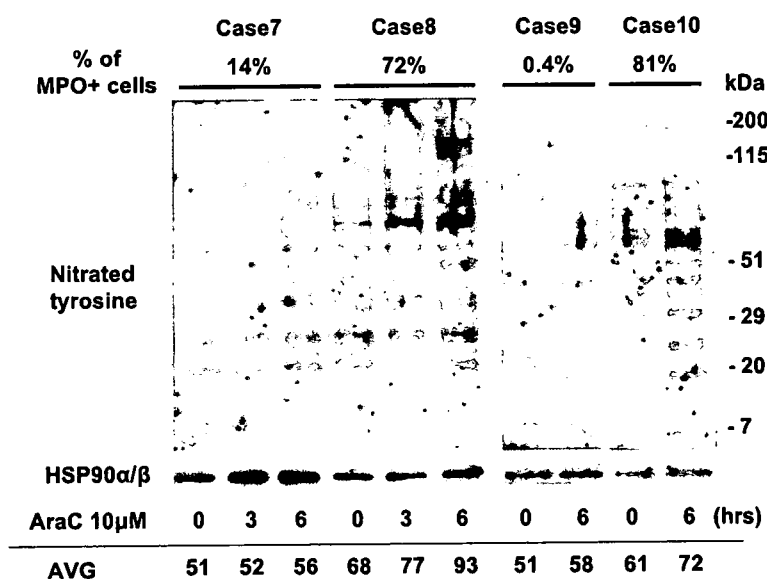 Case7 Case8 Case9 Case10
% of MPO+ cells 14% 72% 0.4% 81%
kDa
-200
-115
Nitrated tyrosine
- 51
- 29
- 20
- 7
HSP90α/β
AraC 10μM 0 3 6 0 3 6 0 6 0 6 (hrs)
AVG 51 52 56 68 77 93 51 58 61 72